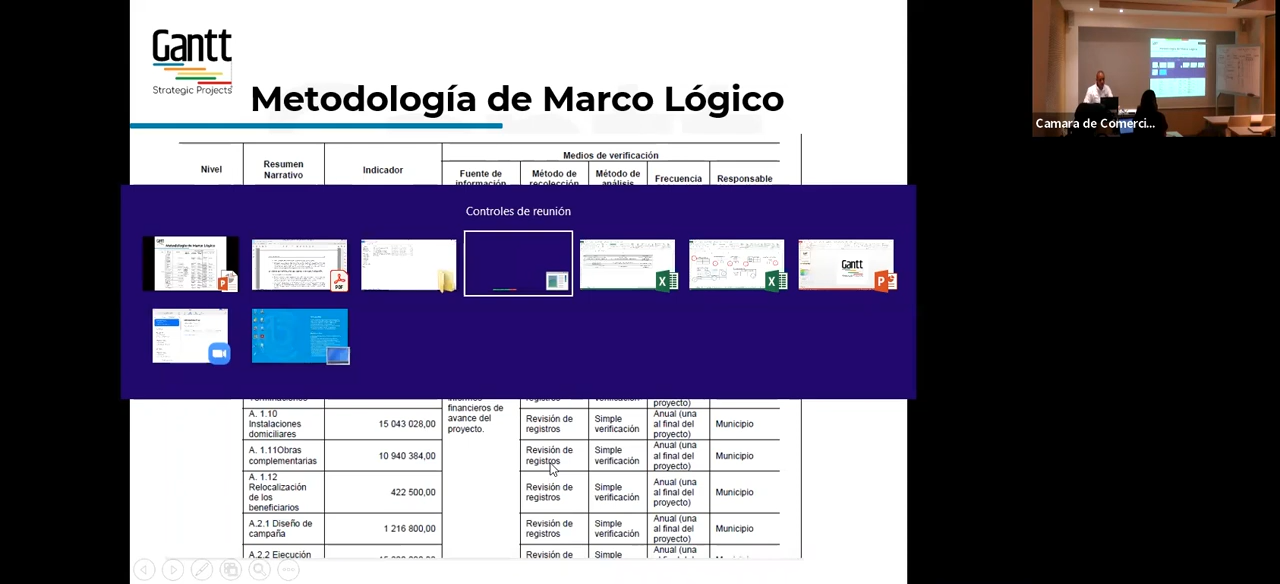 Gantt
Strategic Projects
Metodología de Marco Lógico
Camara de Comerci...
Medios de verificación
Nivel
Resumen
Narrativo
Indicador
Fuente de
información
Método de
recolección
Método de
análisis
Frecuencia
Responsable
Controles de reunión
Gantt
financieros de
avance del
proyecto.
proyecto)
A. 1.10
Instalaciones
domiciliares
15 043 028,00
Revisión de
registros
Simple
verificación
Anual (una
al final del
proyecto)
Municipio
A. 1.11Obras
complementarias
10 940 384,00
Revisión de
registros
Simple
verificación
Anual (una
al final del
proyecto)
Municipio
A. 1.12
Relocalización
de los
beneficiarios
422 500,00
Revisión de
registros
Simple
verificación
Anual (una
al final del
proyecto)
Municipio
A.2.1 Diseño de
campaña
1 216 800,00
Revisión de
registros
Simple
verificación
Anual (una
al final del
proyecto)
Municipio
A.2.2 Ejecución
Revisión de
Simple
Anual (una